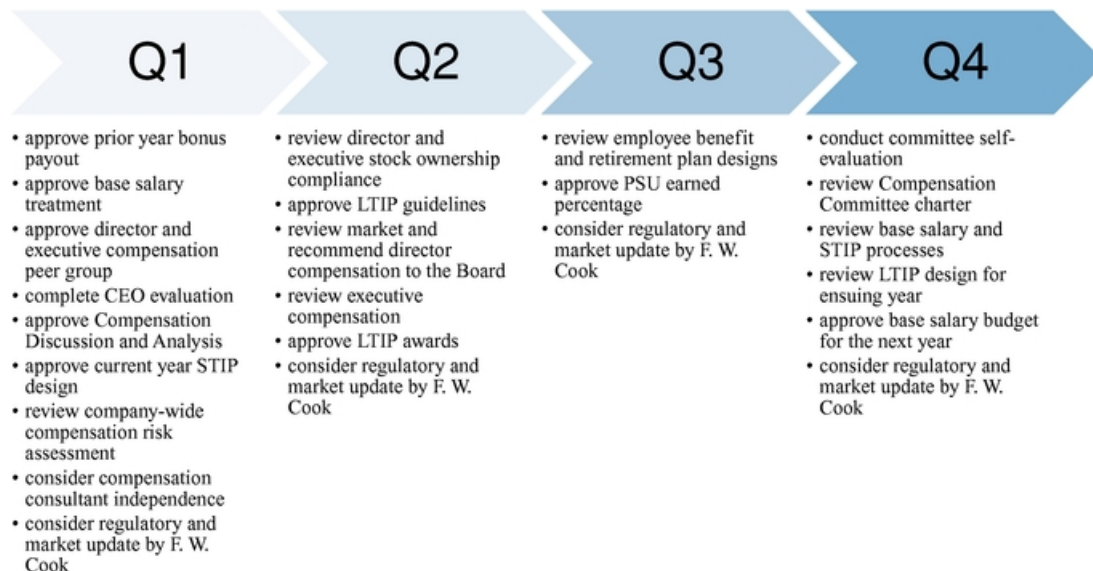 Q1
• approve prior year bonus
payout
• approve base salary
treatment
• approve director and
executive compensation
peer group
• complete CEO evaluation
• approve Compensation
Discussion and Analysis
• approve current year STIP
design
• review company-wide
compensation risk
assessment
• consider compensation
consultant independence
• consider regulatory and
market update by F. W.
Cook
Q2
• review director and
executive stock ownership
compliance
• approve LTIP guidelines
• review market and
recommend director
compensation to the Board
• review executive
compensation
• approve LTIP awards
• consider regulatory and
market update by F. W.
Cook
Q3
• review employee benefit
and retirement plan designs
• approve PSU earned
percentage
• consider regulatory and
market update by F. W.
Cook
Q4
• conduct committee self-
evaluation
• review Compensation
Committee charter
• review base salary and
STIP processes
• review LTIP design for
ensuing year
• approve base salary budget
for the next year
• consider regulatory and
market update by F. W.
Cook